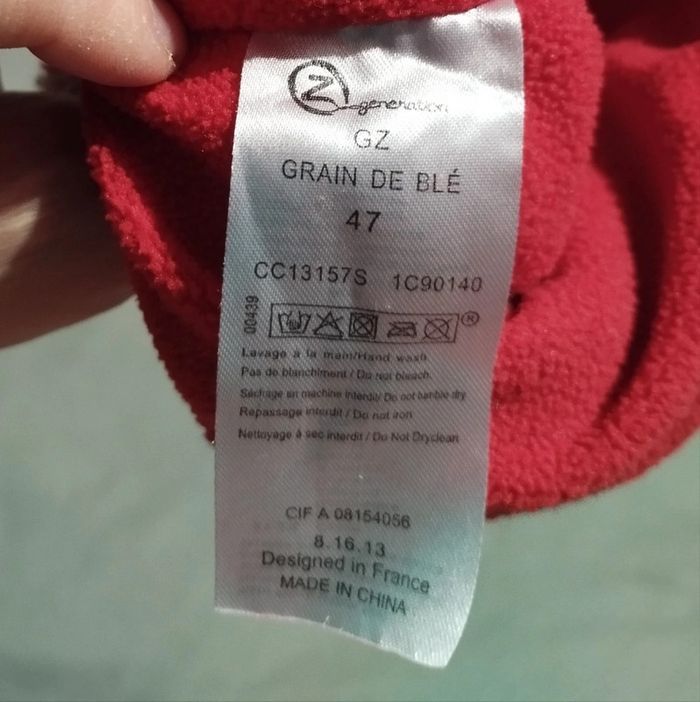 Z generation
GZ
GRAIN DE BLÉ
47
CC13157S 1C90140
00439
®
Lavage a la main/Hand wash
Pas de blanchiment / Do not bleach.
Séchage en machine interdit/ Do not tumble dry
Repassage interdit / Do not iron
Nettoyage à sec interdit / Do Not Dryclean
CIF A 08154056
8.16.13
Designed in France
MADE IN CHINA